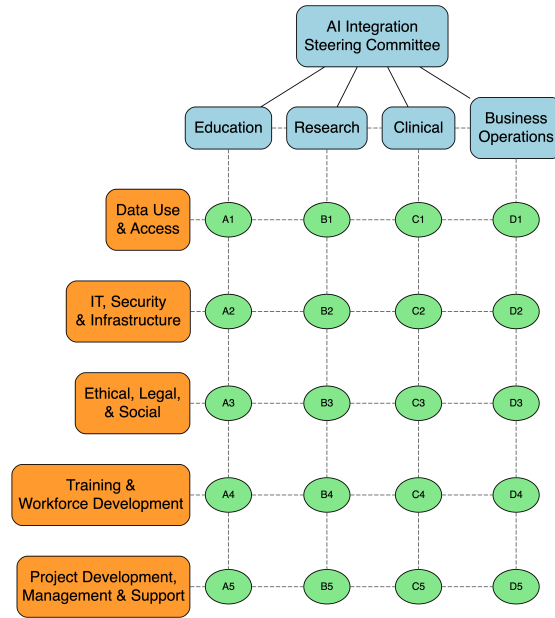 AI Integration
Steering Committee
Education
Research
Clinical
Business
Operations
Data Use
& Access
A1
B1
C1
D1
IT, Security
& Infrastructure
A2
B2
C2
D2
Ethical, Legal,
& Social
A3
B3
C3
D3
Training &
Workforce Development
A4
B4
C4
D4
Project Development,
Management & Support
A5
B5
C5
D5